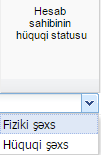 Hesab
sahibinin
hüquqi statusu
Fiziki şəxs
Hüquqi şəxs